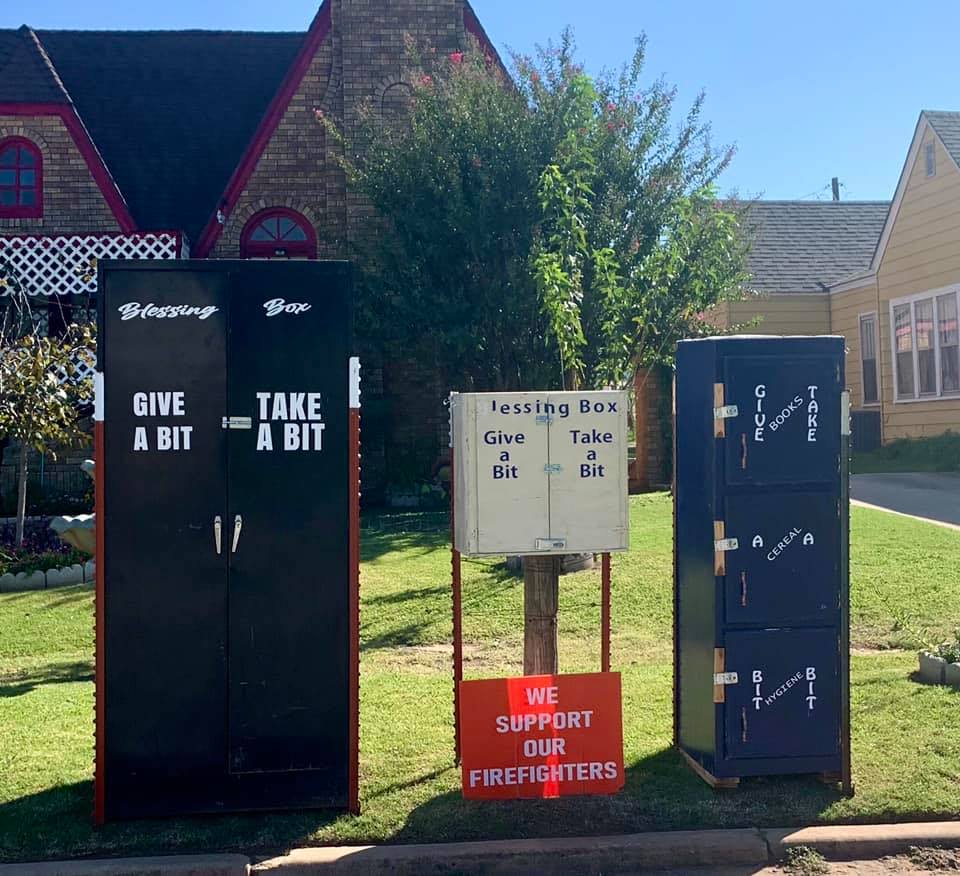 Blessing Box
GIVE
A BIT
TAKE
A BIT
lessing Box
Give
a
Bit
Take
a
Bit
WE
SUPPORT
OUR
FIREFIGHTERS
GIVE BOOKS TAKE
A CEREAL A
BIT HYGIENE BIT